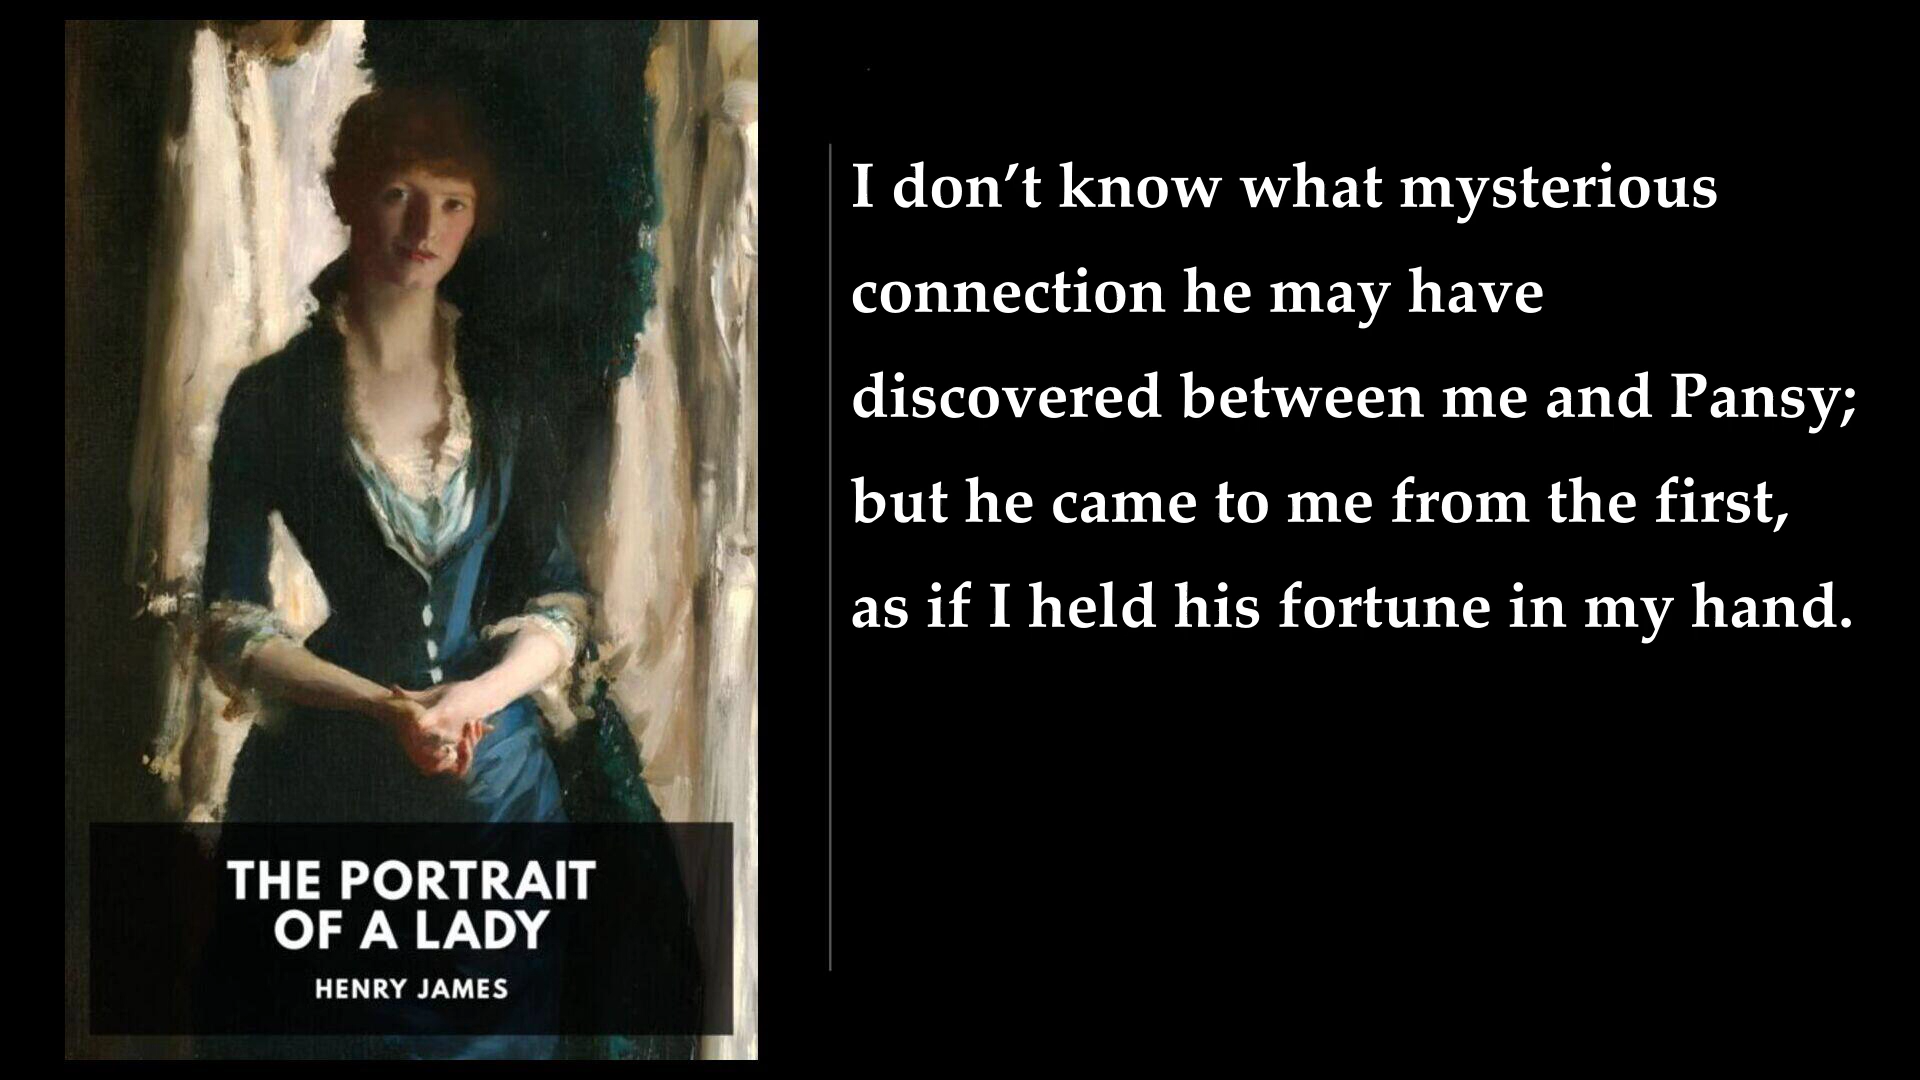 THE PORTRAIT
OF A LADY
HENRY JAMES
I don’t know what mysterious
connection he may have
discovered between me and Pansy;
but he came to me from the first,
as if I held his fortune in my hand.